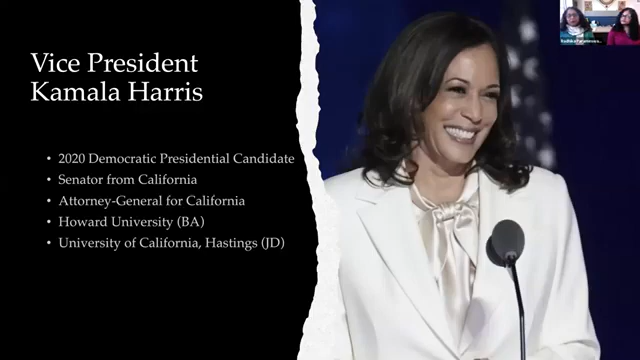 Vice President
Kamala Harris
• 2020 Democratic Presidential Candidate
• Senator from California
• Attorney-General for California
• Howard University (BA)
• University of California, Hastings (JD)